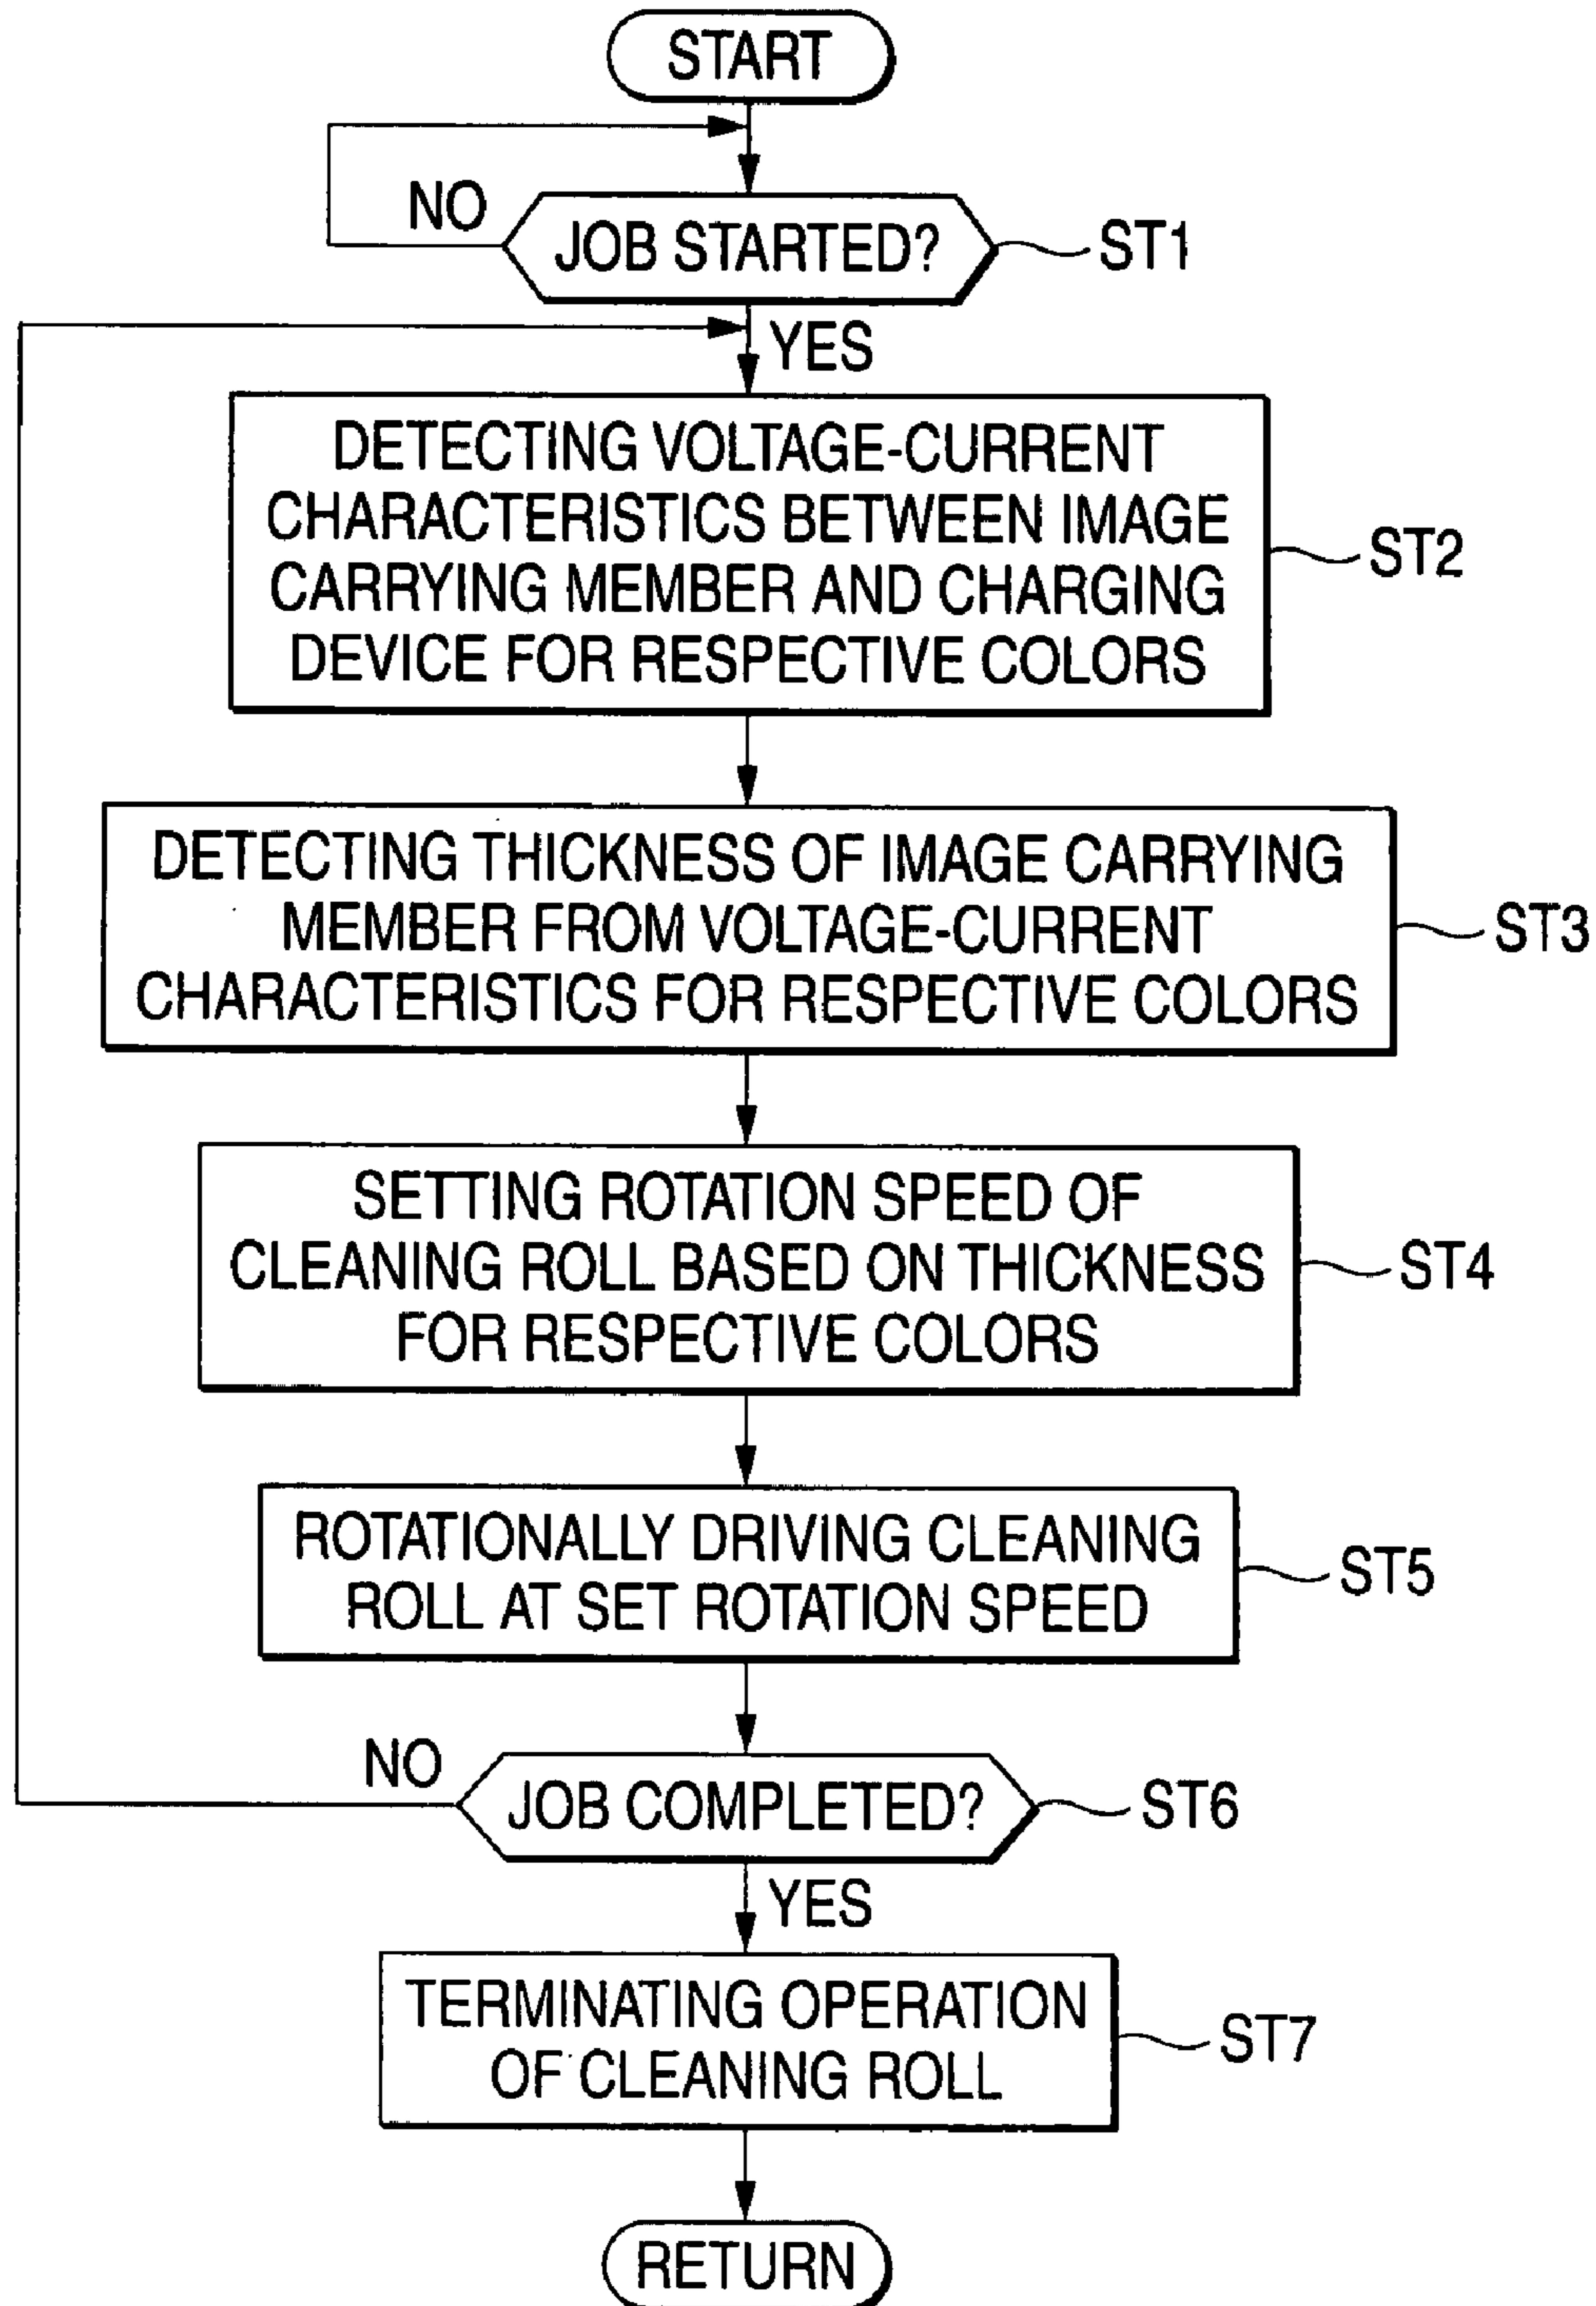 START
NO
JOB STARTED?
ST1
YES
DETECTING VOLTAGE-CURRENT
CHARACTERISTICS BETWEEN IMAGE
CARRYING MEMBER AND CHARGING
DEVICE FOR RESPECTIVE COLORS
ST2
DETECTING THICKNESS OF IMAGE CARRYING
MEMBER FROM VOLTAGE-CURRENT
CHARACTERISTICS FOR RESPECTIVE COLORS
ST3
SETTING ROTATION SPEED OF
CLEANING ROLL BASED ON THICKNESS
FOR RESPECTIVE COLORS
ST4
ROTATIONALLY DRIVING CLEANING
ROLL AT SET ROTATION SPEED
ST5
NO
JOB COMPLETED?
ST6
YES
TERMINATING OPERATION
OF CLEANING ROLL
ST7
RETURN